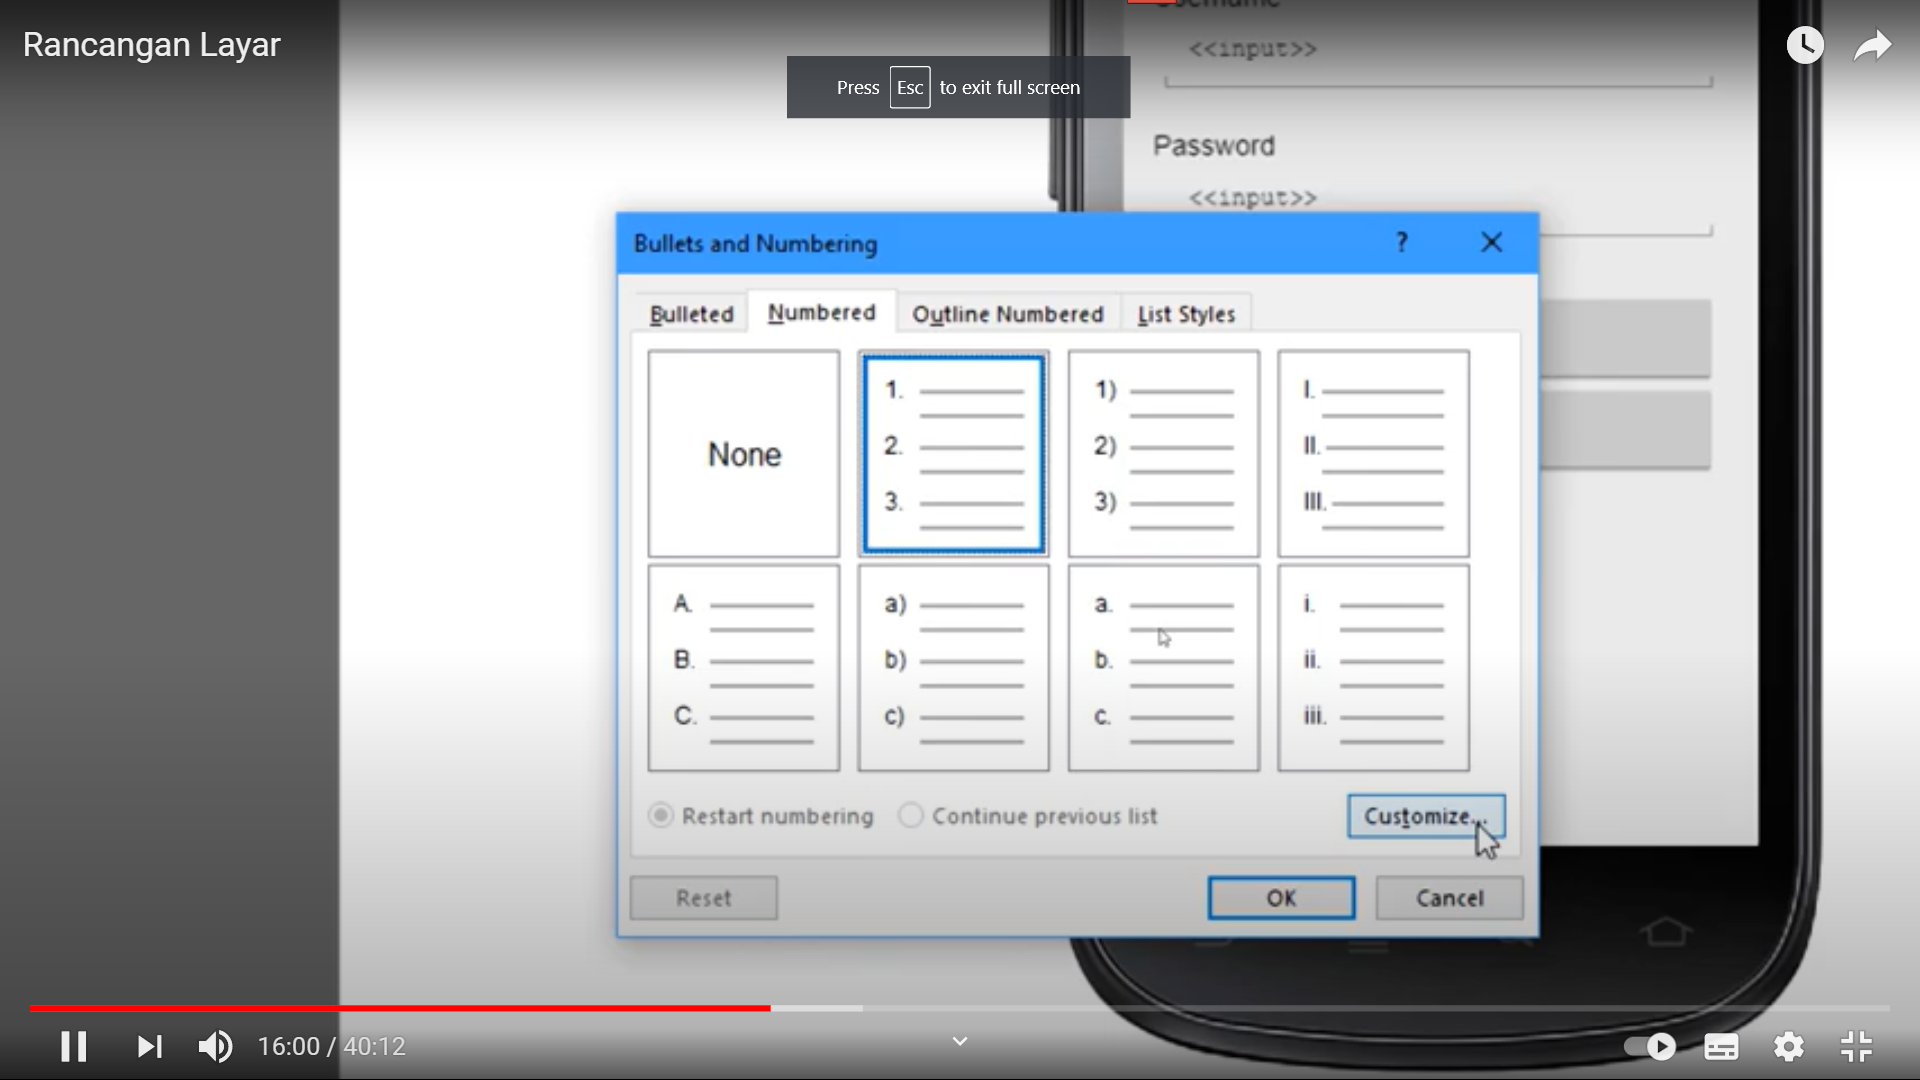 Rancangan Layar
Username
<<input>>
Press Esc to exit full screen
Password
<<input>>
Bullets and Numbering ?
Bulleted Numbered Outline Numbered List Styles
None
1.
2.
3.
1)
2)
3)
I.
II.
III.
A.
B.
C.
a)
b)
c)
a.
b.
c.
i.
ii.
iii.
Restart numbering Continue previous list Customize...
Reset OK Cancel
16:00 / 40:12